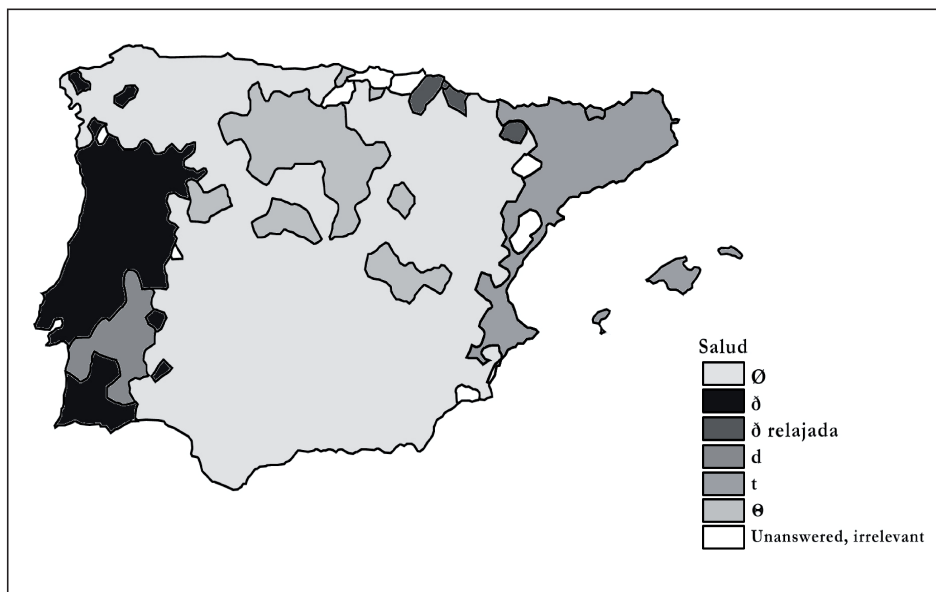 Salud
Ø
ð
ð relajada
d
t
Θ
Unanswered, irrelevant